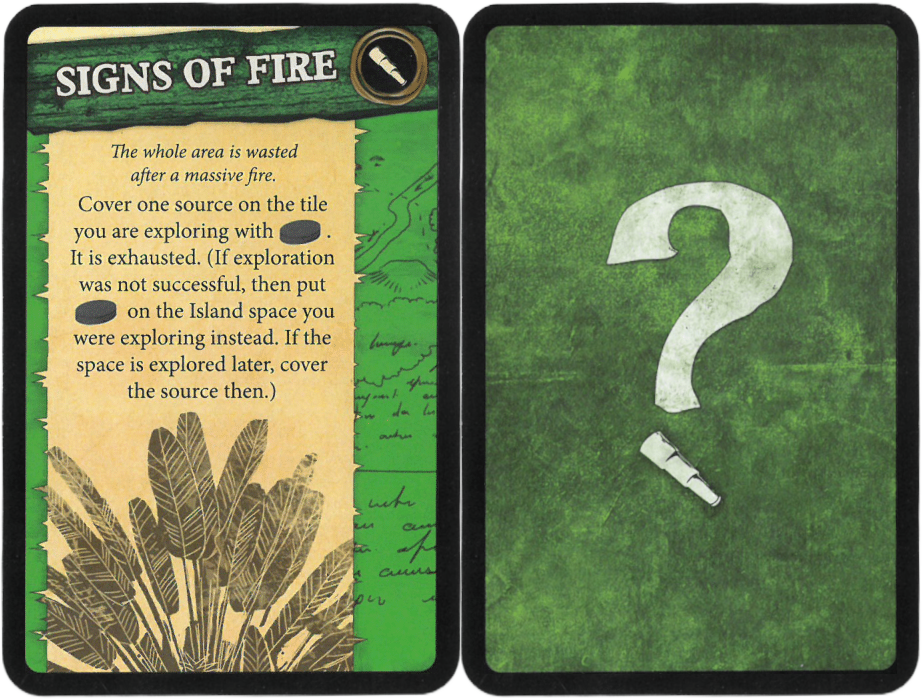 SIGNS OF FIRE
The whole area is wasted
after a massive fire.
Cover one source on the tile
you are exploring with .
It is exhausted. (If exploration
was not successful, then put
on the Island space you
were exploring instead. If the
space is explored later, cover
the source then.)
?